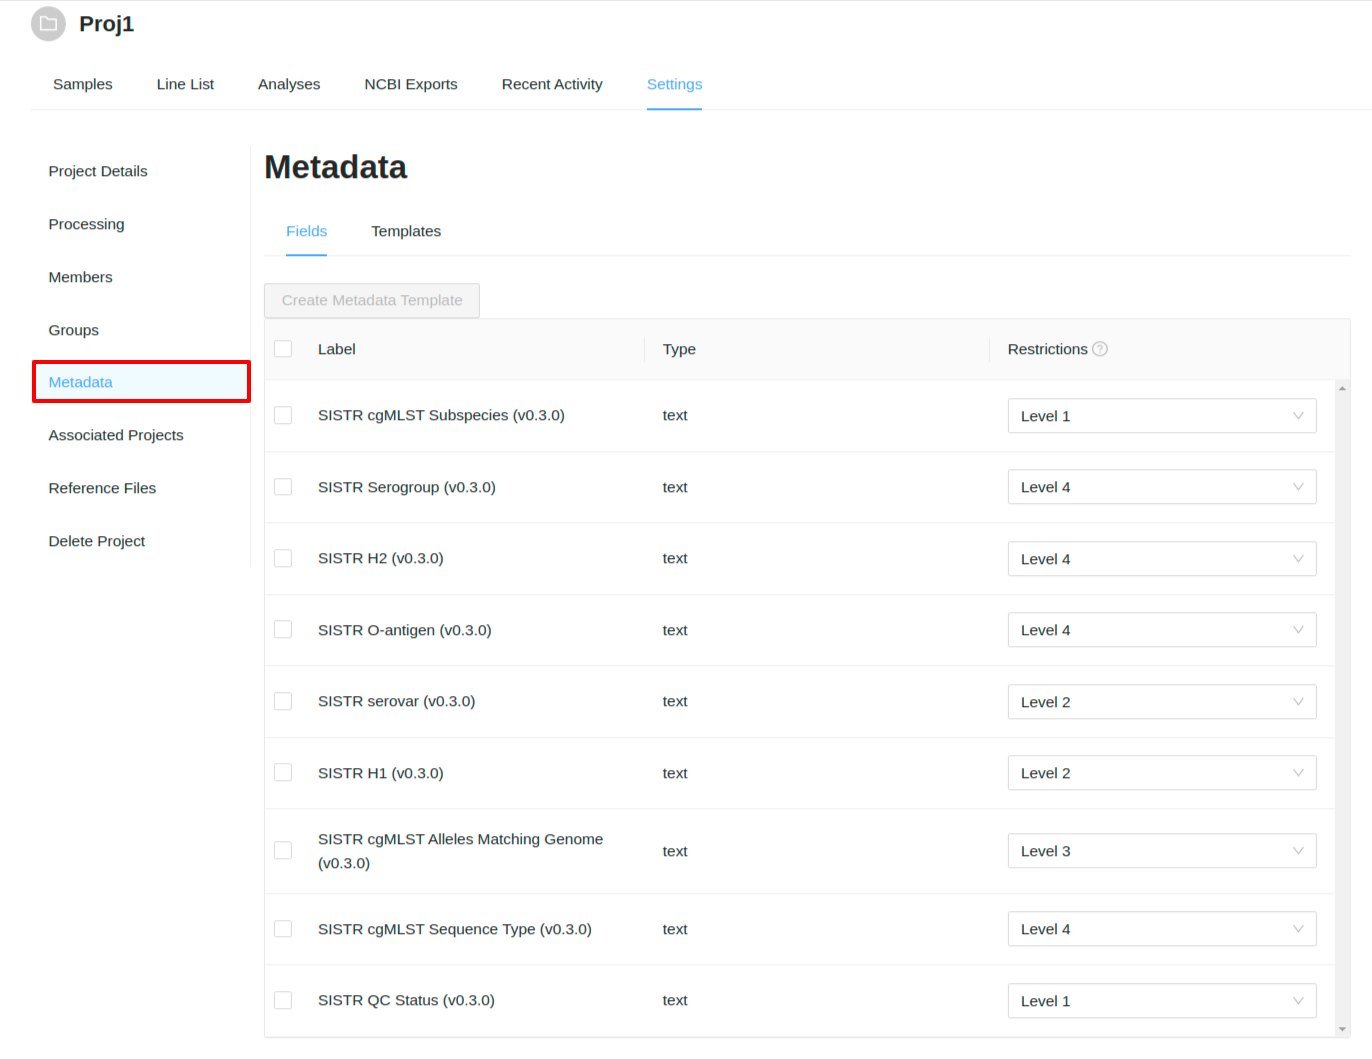 Proj1
Samples Line List Analyses NCBI Exports Recent Activity Settings
Project Details
Processing
Members
Groups
Metadata
Associated Projects
Reference Files
Delete Project
Metadata
Fields Templates
Create Metadata Template
Label Type Restrictions ?
SISTR cgMLST Subspecies (v0.3.0) text Level 1
SISTR Serogroup (v0.3.0) text Level 4
SISTR H2 (v0.3.0) text Level 4
SISTR O-antigen (v0.3.0) text Level 4
SISTR serovar (v0.3.0) text Level 2
SISTR H1 (v0.3.0) text Level 2
SISTR cgMLST Alleles Matching Genome
(v0.3.0) text Level 3
SISTR cgMLST Sequence Type (v0.3.0) text Level 4
SISTR QC Status (v0.3.0) text Level 1